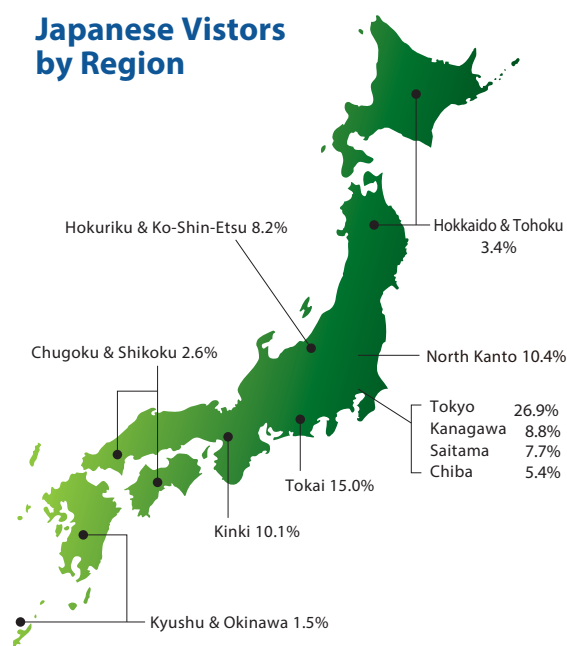 Japanese Vistors
by Region
Hokuriku & Ko-Shin-Etsu 8.2%
Hokkaido & Tohoku
3.4%
Chugoku & Shikoku 2.6%
North Kanto 10.4%
Tokyo 26.9%
Kanagawa 8.8%
Saitama 7.7%
Chiba 5.4%
Tokai 15.0%
Kinki 10.1%
Kyushu & Okinawa 1.5%